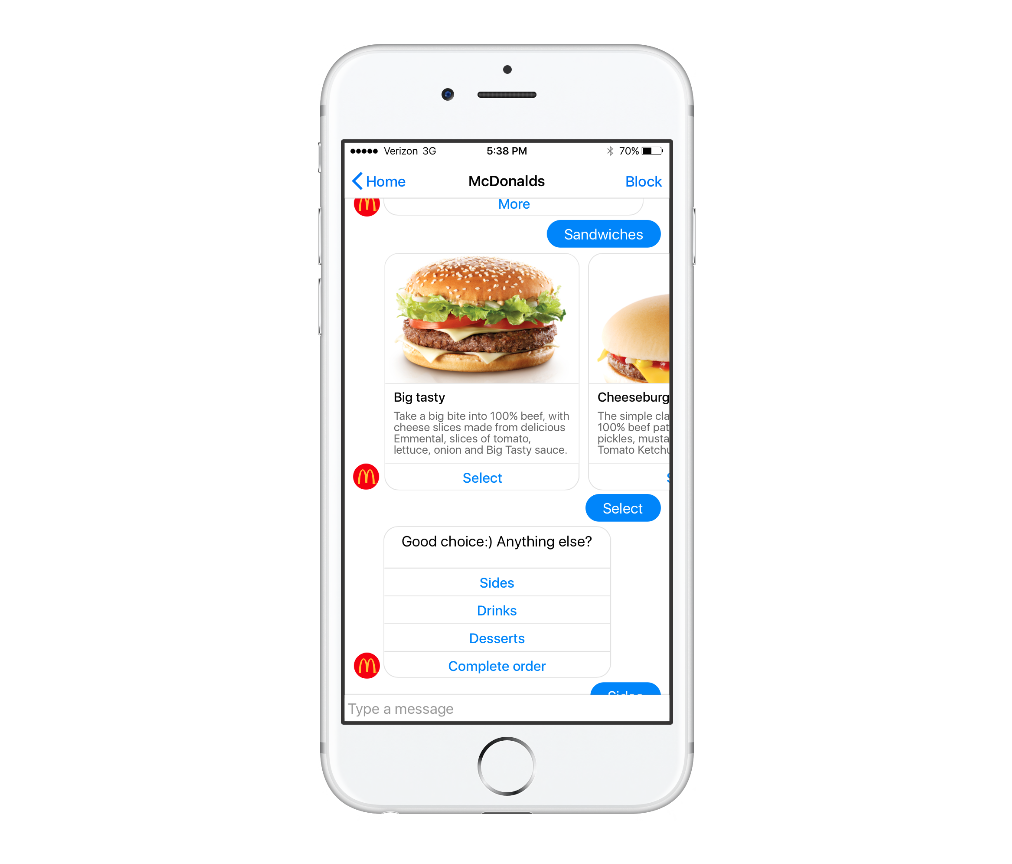 Verizon 3G 5:38 PM 70%
Home McDonalds Block
More
Sandwiches
Big tasty
Take a big bite into 100% beef, with
cheese slices made from delicious
Emmental, slices of tomato,
lettuce, onion and Big Tasty sauce.
Select
Cheeseburg
The simple cla
100% beef pat
pickles, musta
Tomato Ketchu
Select
Good choice:) Anything else?
Sides
Drinks
Desserts
Complete order
Sides
Type a message